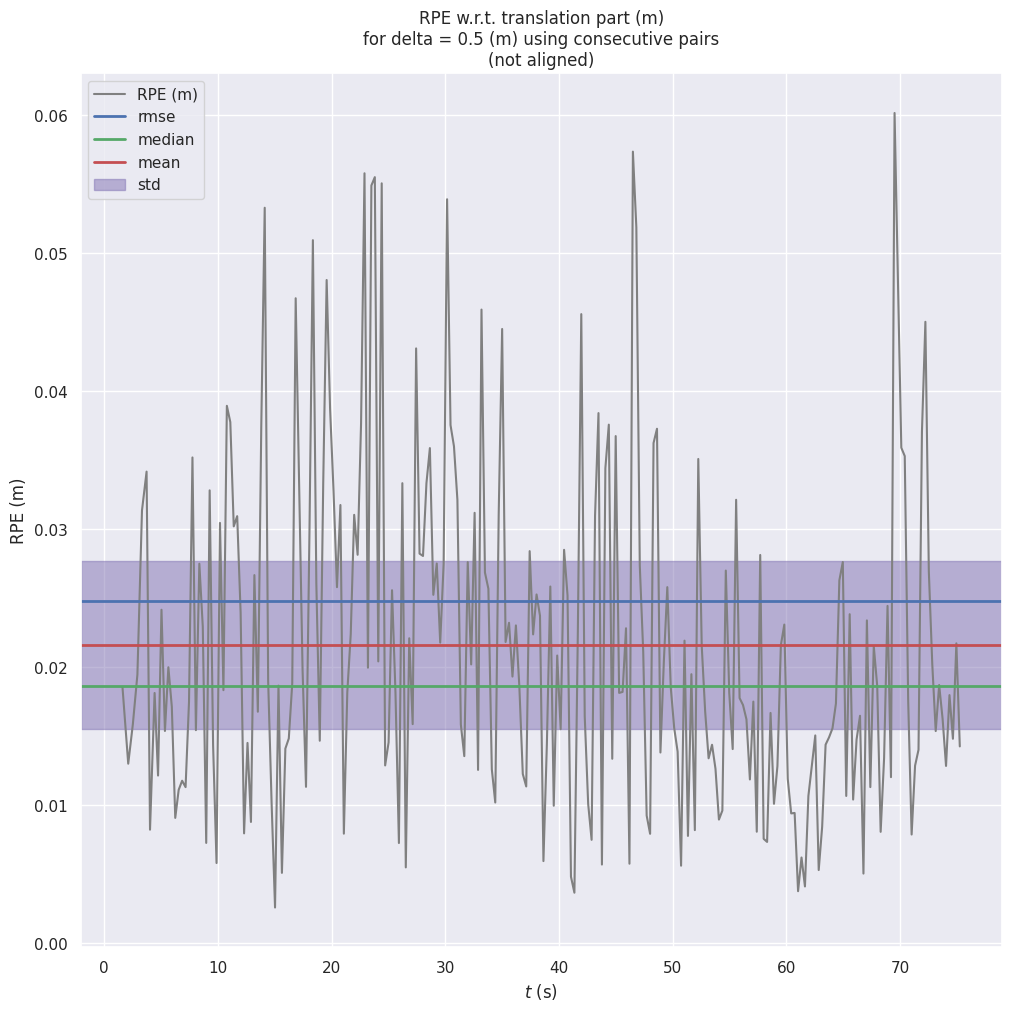 RPE w.r.t. translation part (m)
for delta = 0.5 (m) using consecutive pairs
(not aligned)
RPE (m)
rmse
median
mean
std
0.06
0.05
0.04
0.03
0.02
0.01
0.00
RPE (m)
0 10 20 30 40 50 60 70
t (s)